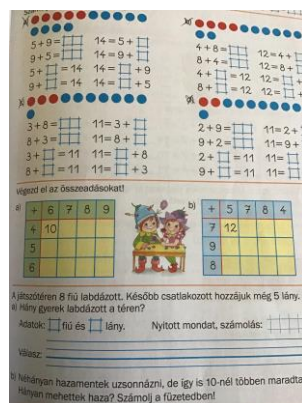 5+9= 14=5+
9+5= 14=9+
5+ =14 14= +9
9+ =14 14= +5
4+8= 12=4+
8+4= 12=8+
4+ =12 12=
8+ =12 12= +
3+8= 11=3+
8+3= 11=8+
3+ =11 11= +8
8+ =11 11= +3
2+9= 11=2+
9+2= 11=9+
2+ =11 11=
9+ =11 11=
végezd el az összeadásokat!
a) + 6 7 8 9
4 10
5
6
b) + 5 7 8 4
7 12
9
8
A játszótéren 8 fiú labdázott. Később csatlakozott hozzájuk még 5 lány.
a) Hány gyerek labdázott a téren?
Adatok: fiú és lány. Nyitott mondat, számolás:
Válasz:
b) Néhányan hazamentek uzsonnázni, de így is 10-nél többen maradta
Hányan mehettek haza? Számolj a füzetedben!